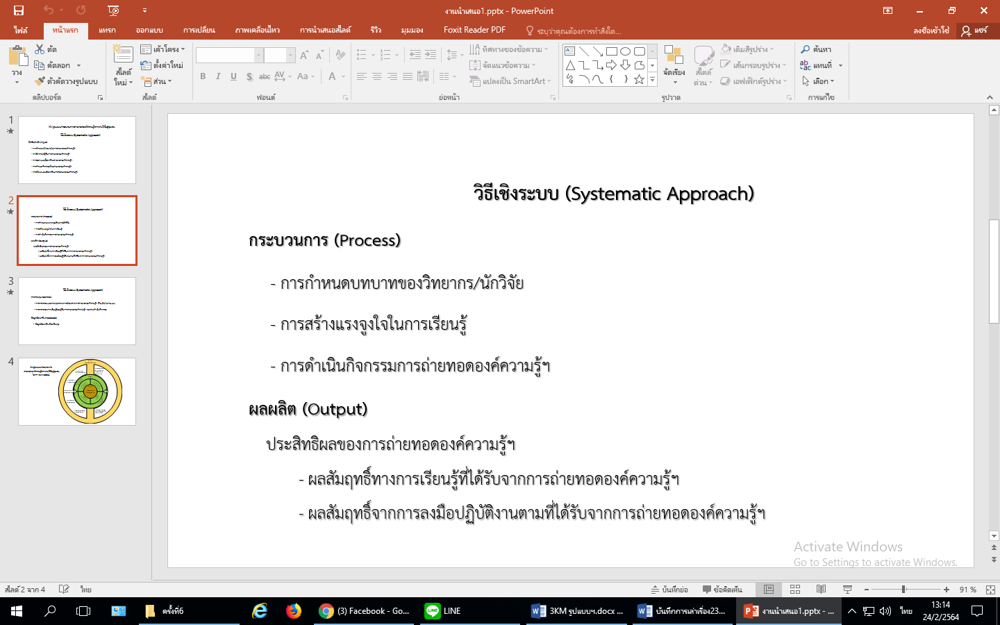 งานนำเสนอ1.pptx - PowerPoint
ไฟล์ หน้าแรก แทรก ออกแบบ การเปลี่ยน ภาพเคลื่อนไหว การนำเสนอสไลด์ รีวิว มุมมอง Foxit Reader PDF ระบุว่าคุณต้องการทำสิ่งใด... ลงชื่อเข้าใช้ แชร์
วาง
ตัด
คัดลอก
ตัวคัดวางรูปแบบ
คลิปบอร์ด
สไลด์
ใหม่
เค้าโครง
ตั้งค่าใหม่
ส่วน
สไลด์
B I U S abc AV Aa A
ฟอนต์
ทิศทางของข้อความ
จัดแนวข้อความ
แปลงเป็น SmartArt
ย่อหน้า
จัดเรียง
สไตล์
ด่วน
เติมสีรูปร่าง
เส้นกรอบรูปร่าง
เอฟเฟ็กต์รูปร่าง
รูปวาด
ค้นหา
แทนที่
เลือก
การแก้ไข
1
2
3
4
วิธีเชิงระบบ (Systematic Approach)
กระบวนการ (Process)
- การกำหนดบทบาทของวิทยากร/นักวิจัย
- การสร้างแรงจูงใจในการเรียนรู้
- การดำเนินกิจกรรมการถ่ายทอดองค์ความรู้ฯ
ผลผลิต (Output)
ประสิทธิผลของการถ่ายทอดองค์ความรู้ฯ
- ผลสัมฤทธิ์ทางการเรียนรู้ที่ได้รับจากการถ่ายทอดองค์ความรู้ฯ
- ผลสัมฤทธิ์จากการลงมือปฏิบัติงานตามที่ได้รับจากการถ่ายทอดองค์ความรู้ฯ
Activate Windows
Go to Settings to activate Windows.
สไลด์ 2 จาก 4 ไทย บันทึกย่อ ข้อคิดเห็น 91 %
ครั้งที่6 (3) Facebook - Go... LINE 3KM รูปแบบฯ.docx ... บันทึกการเล่าเรื่อง23... งานนำเสนอ1.pptx - ... ไทย
13:14
24/2/2564